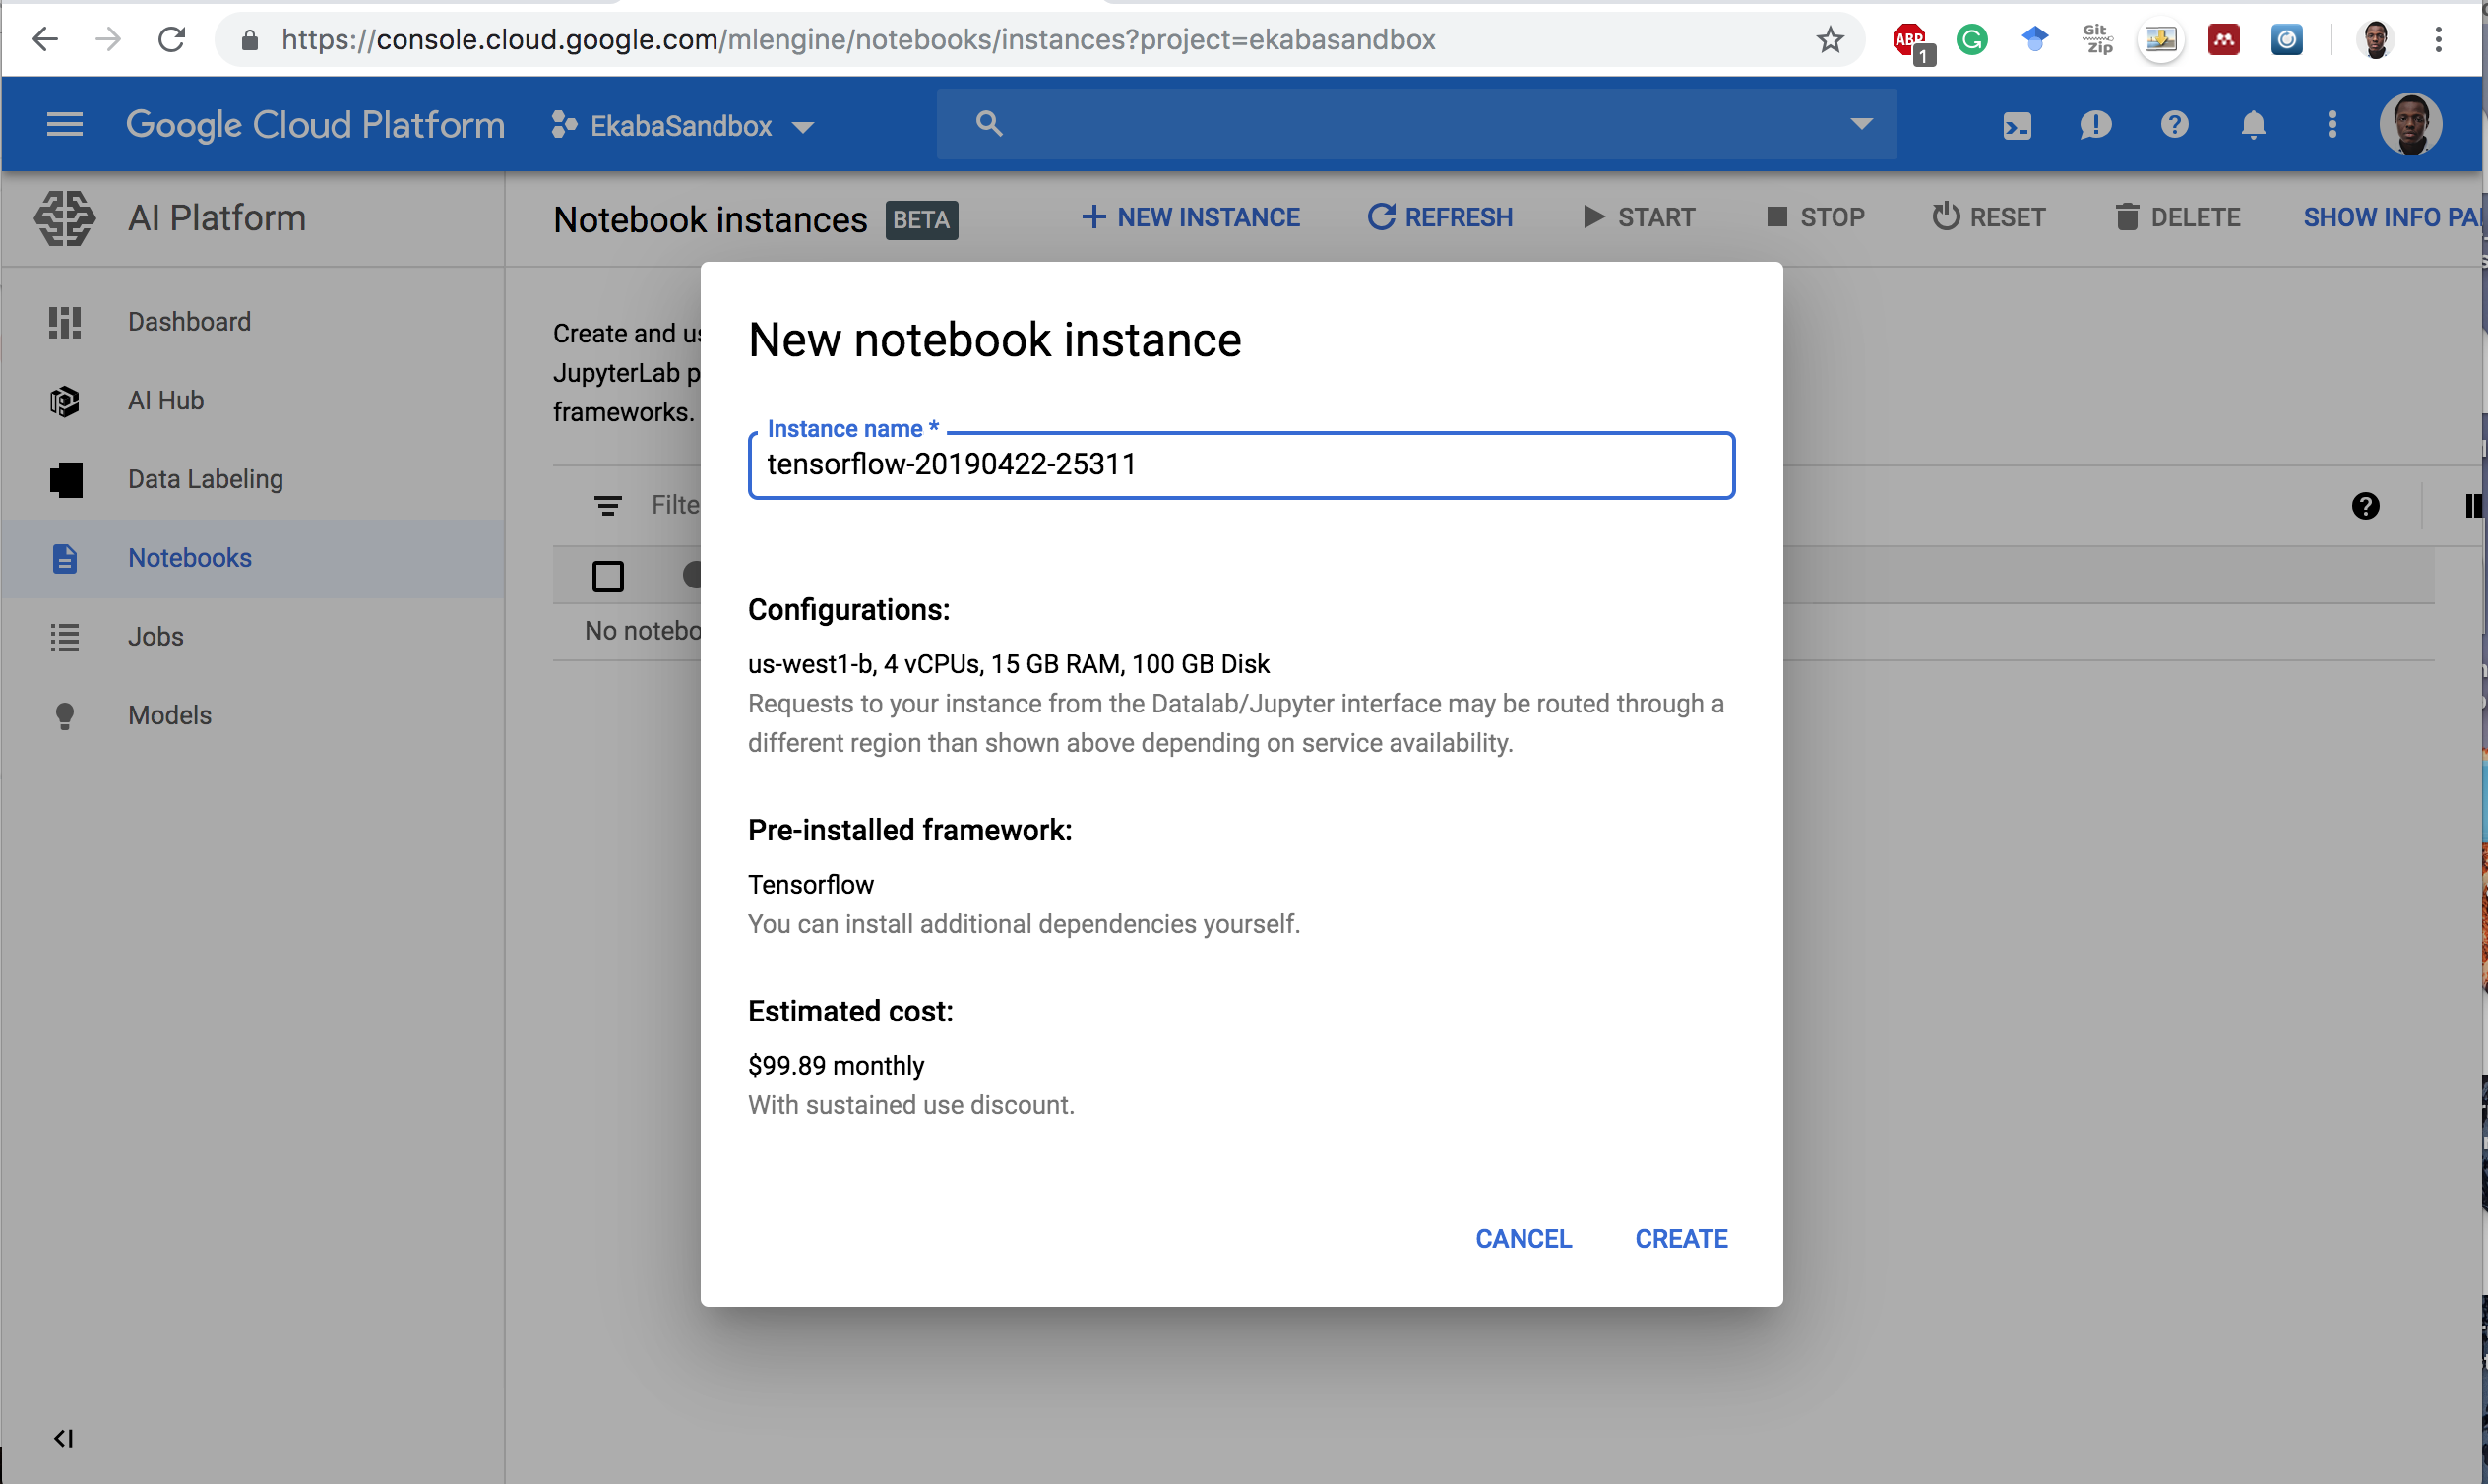 https://console.cloud.google.com/mlengine/notebooks/instances?project=ekabasandbox
ABP
1
Git
Zip
Google Cloud Platform
EkabaSandbox
AI Platform
Notebook instances BETA
NEW INSTANCE
REFRESH
START
STOP
RESET
DELETE
SHOW INFO
Dashboard
AI Hub
Data Labeling
Notebooks
Jobs
Models
Create and
JupyterLab
frameworks.
No
New notebook instance
Instance name *
tensorflow-20190422-25311
Configurations:
us-west1-b, 4 vCPUs, 15 GB RAM, 100 GB Disk
Requests to your instance from the Datalab/Jupyter interface may be routed through a
different region than shown above depending on service availability.
Pre-installed framework:
Tensorflow
You can install additional dependencies yourself.
Estimated cost:
$99.89 monthly
With sustained use discount.
CANCEL
CREATE